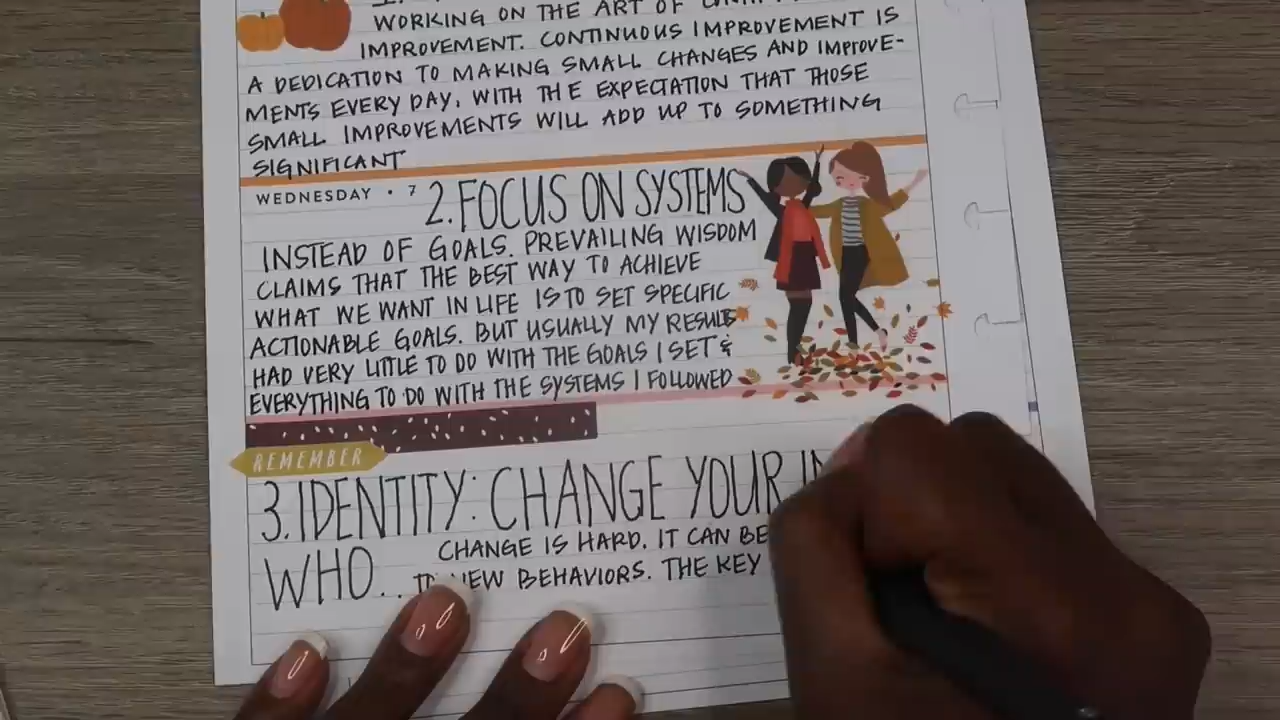 WORKING ON THE ART OF
IMPROVEMENT. CONTINUOUS IMPROVEMENT IS
A DEDICATION TO MAKING SMALL CHANGES AND IMPROVE-
MENTS EVERY DAY, WITH THE EXPECTATION THAT THOSE
SMALL IMPROVEMENTS WILL ADD UP TO SOMETHING
SIGNIFICANT
WEDNESDAY • 7
2. FOCUS ON SYSTEMS
INSTEAD OF GOALS. PREVAILING WISDOM
CLAIMS THAT THE BEST WAY TO ACHIEVE
WHAT WE WANT IN LIFE IS TO SET SPECIFIC
ACTIONABLE GOALS. BUT USUALLY MY RESULTS
HAD VERY LITTLE TO DO WITH THE GOALS I SET &
EVERYTHING TO DO WITH THE SYSTEMS I FOLLOWED
REMEMBER
3. IDENTITY: CHANGE YOUR
WHO... CHANGE IS HARD. IT CAN BE
NEW BEHAVIORS. THE KEY